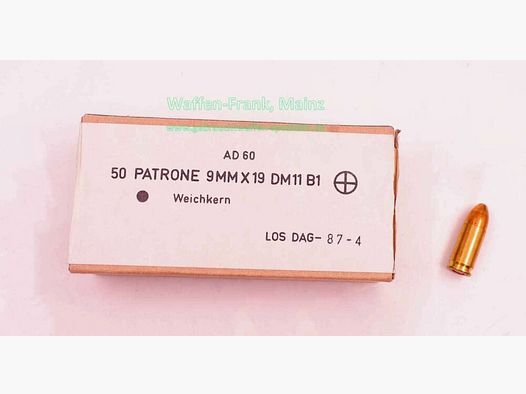 Waffen-Frank, Mainz
AD 60
50 PATRONE 9MM X 19 DM11 B1
Weichkern
LOS DAG-87-4